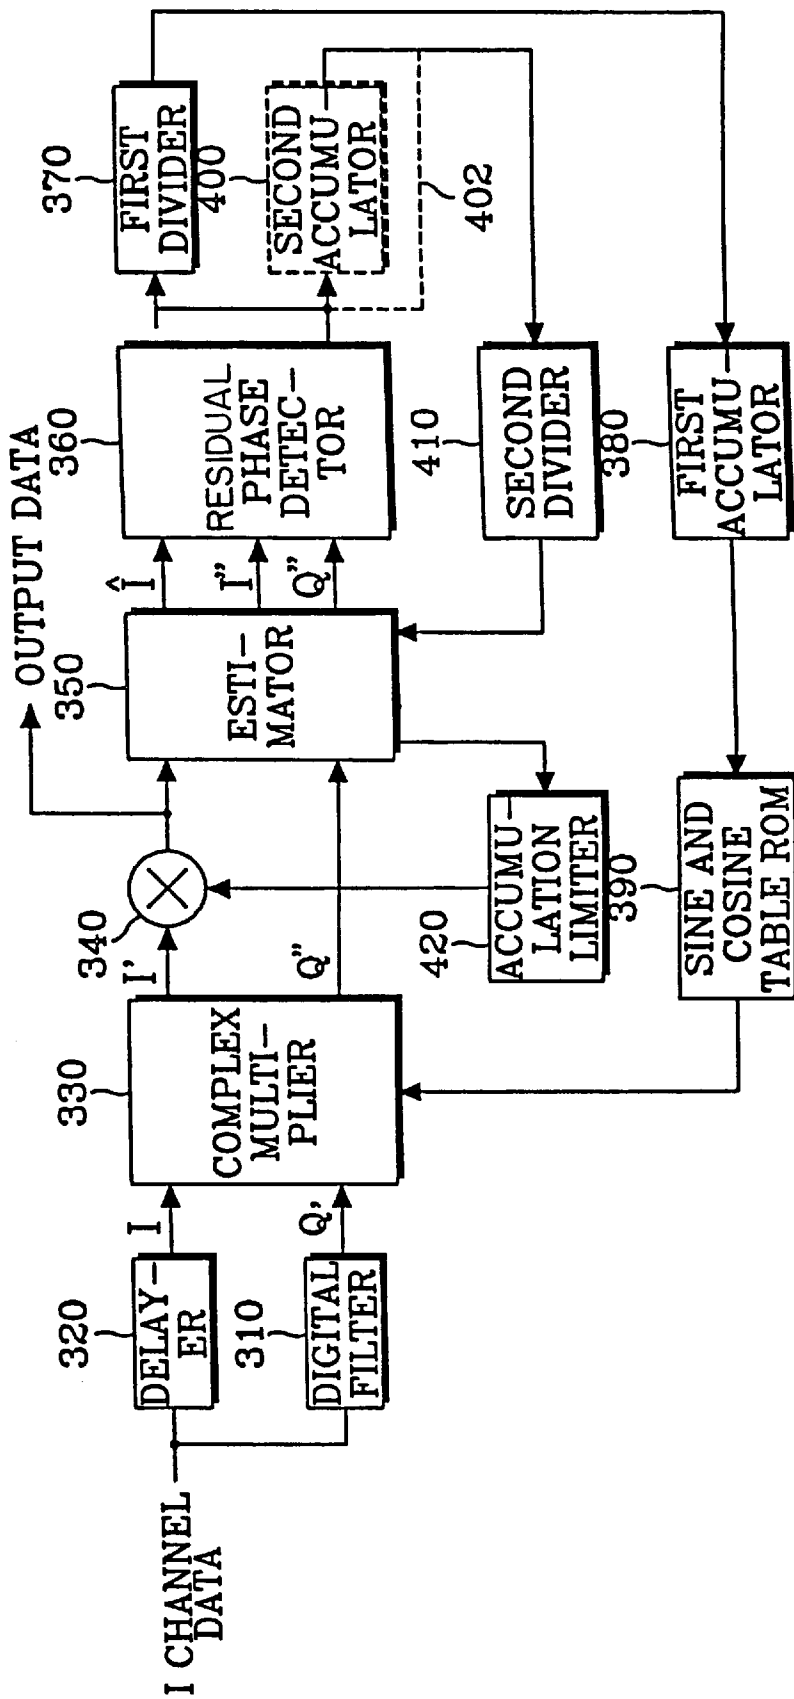 I CHANNEL
DATA
320
DELAY-
ER
310
DIGITAL
FILTER
I
Q'
330
COMPLEX
MULTI-
PLIER
I'
Q"
340
OUTPUT DATA
350
ESTI-
MATOR
Î
I"
Q"
360
RESIDUAL
PHASE
DETEC-
TOR
370
FIRST
DIVIDER
400
SECOND
ACCUMU-
LATOR
402
410
SECOND
DIVIDER
380
FIRST
ACCUMU-
LATOR
420
ACCUMU-
LATION
LIMITER
390
SINE AND
COSINE
TABLE ROM